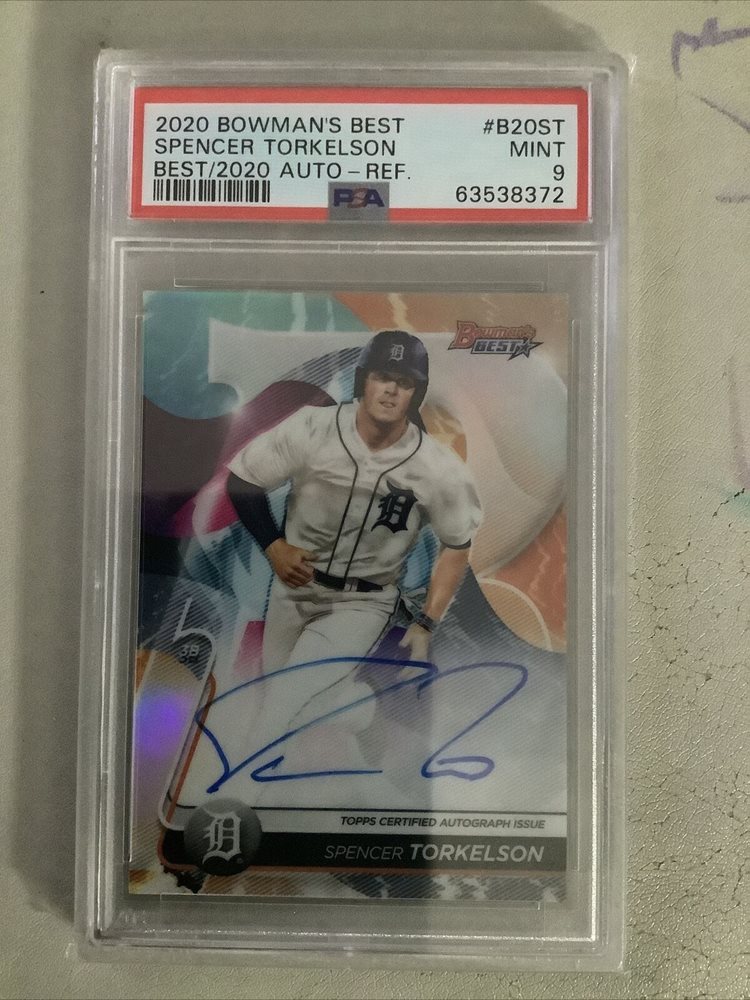 2020 BOWMAN'S BEST #B20ST
SPENCER TORKELSON MINT
BEST/2020 AUTO - REF. 9
PSA 63538372
Bowman's
BEST
D
D
3B
TOPPS CERTIFIED AUTOGRAPH ISSUE
D
SPENCER TORKELSON